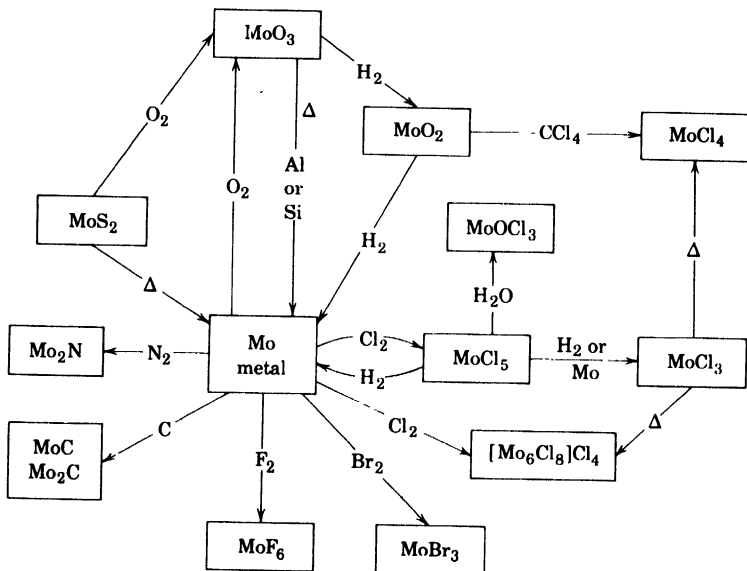 MoO₃
H₂
O₂
Δ
MoO₂
CCl₄
MoCl₄
Al
or
Si
O₂
MoS₂
MoOCl₃
H₂
Δ
Δ
H₂O
Mo₂N
N₂
Mo
metal
Cl₂
H₂
MoCl₅
H₂ or
Mo
MoCl₃
MoC
Mo₂C
C
Cl₂
Δ
F₂
Br₂
[Mo₆Cl₈]Cl₄
MoF₆
MoBr₃